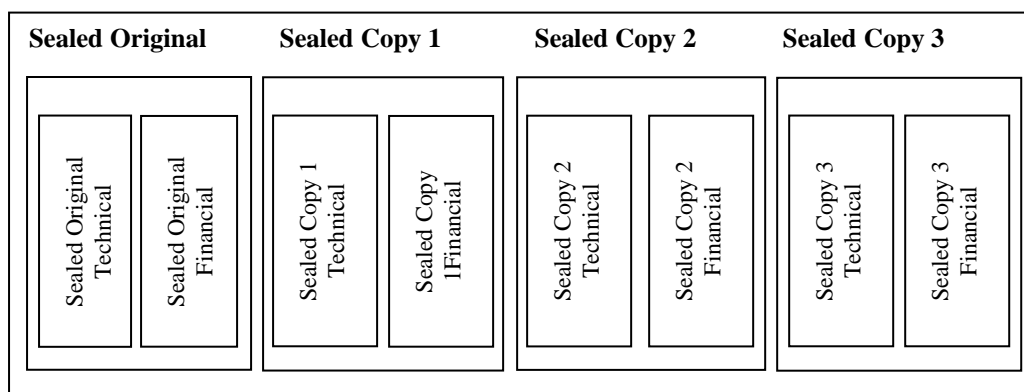 Sealed Original
Sealed Copy 1
Sealed Copy 2
Sealed Copy 3
Sealed Original
Technical
Sealed Original
Financial
Sealed Copy 1
Technical
Sealed Copy
1Financial
Sealed Copy 2
Technical
Sealed Copy 2
Financial
Sealed Copy 3
Technical
Sealed Copy 3
Financial